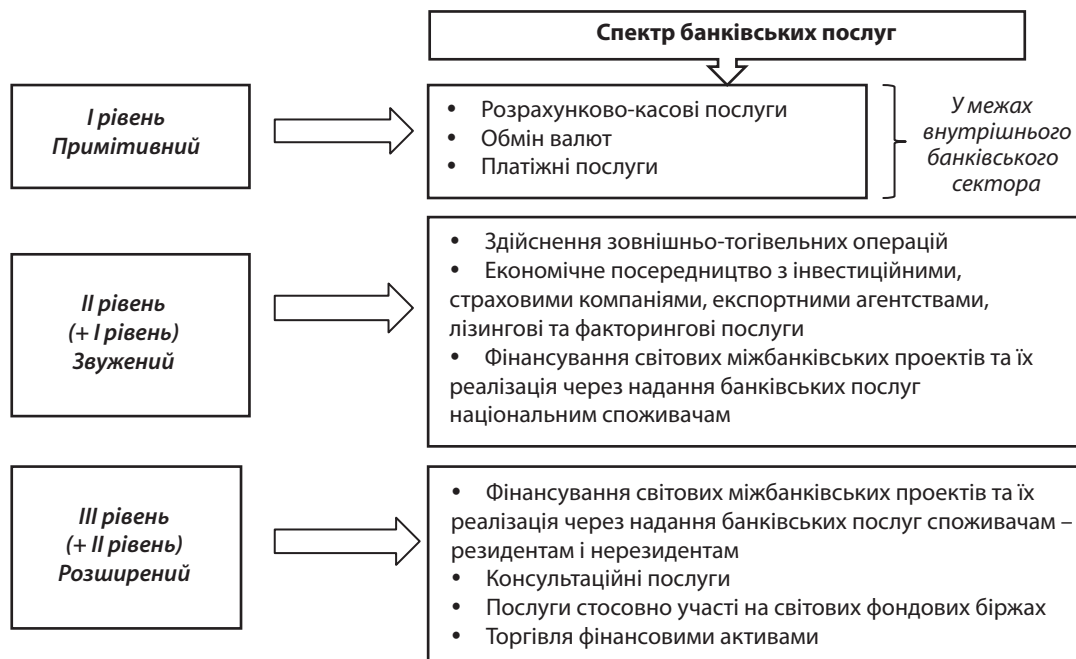 Спектр банківських послуг
І рівень
Примітивний
• Розрахунково-касові послуги
• Обмін валют
• Платіжні послуги
У межах
внутрішнього
банківського
сектора
ІІ рівень
(+ І рівень)
Звужений
• Здійснення зовнішньо-тогівельних операцій
• Економічне посередництво з інвестиційними,
страховими компаніями, експортними агентствами,
лізингові та факторингові послуги
• Фінансування світових міжбанківських проектів та їх
реалізація через надання банківських послуг
національним споживачам
ІІІ рівень
(+ ІІ рівень)
Розширений
• Фінансування світових міжбанківських проектів та їх
реалізація через надання банківських послуг споживачам –
резидентам і нерезидентам
• Консультаційні послуги
• Послуги стосовно участі на світових фондових біржах
• Торгівля фінансовими активами